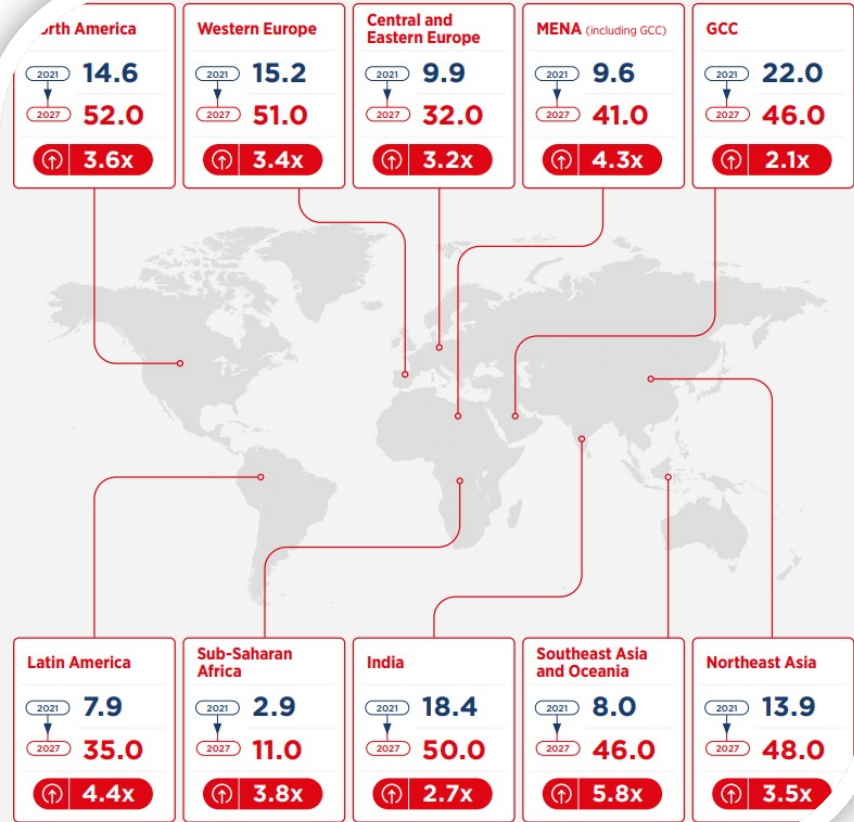 orth America
2021 14.6
2027 52.0
3.6x
Western Europe
2021 15.2
2027 51.0
3.4x
Central and
Eastern Europe
2021 9.9
2027 32.0
3.2x
MENA (including GCC)
2021 9.6
2027 41.0
4.3x
GCC
2021 22.0
2027 46.0
2.1x
Latin America
2021 7.9
2027 35.0
4.4x
Sub-Saharan
Africa
2021 2.9
2027 11.0
3.8x
India
2021 18.4
2027 50.0
2.7x
Southeast Asia
and Oceania
2021 8.0
2027 46.0
5.8x
Northeast Asia
2021 13.9
2027 48.0
3.5x